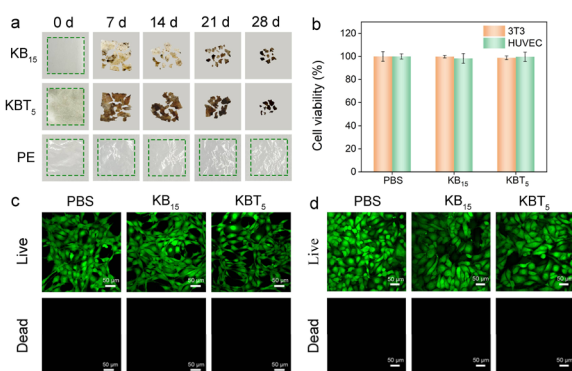 a
0 d 7 d 14 d 21 d 28 d
KB₁₅
KBT₅
PE
b
Cell viability (%)
120
100
80
60
40
20
0
3T3
HUVEC
PBS KB₁₅ KBT₅
c
PBS KB₁₅ KBT₅
Live
50 μm 50 μm 50 μm
Dead
50 μm 50 μm 50 μm
d
PBS KB₁₅ KBT₅
Live
50 μm 50 μm 50 μm
Dead
50 μm 50 μm 50 μm